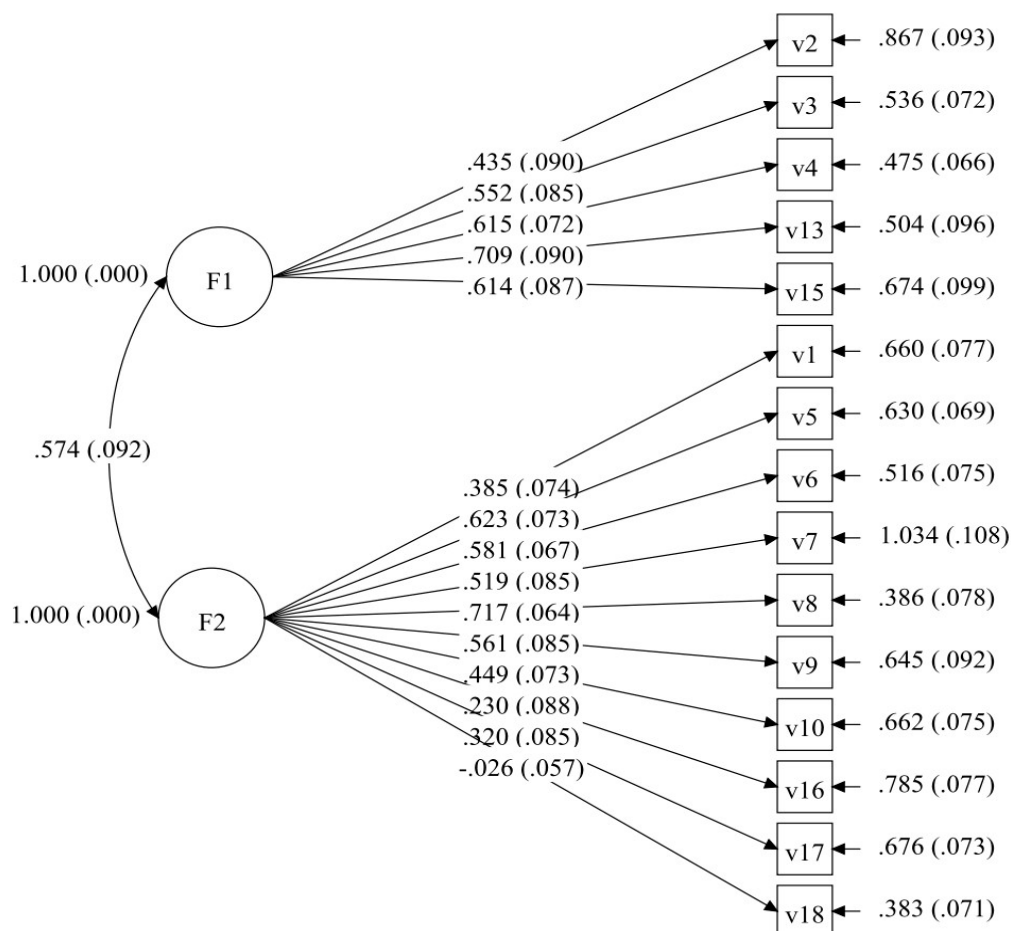 v2
.867 (.093)
v3
.536 (.072)
.435 (.090)
v4
.475 (.066)
.552 (.085)
.615 (.072)
v13
.504 (.096)
.709 (.090)
1.000 (.000)
F1
.614 (.087)
v15
.674 (.099)
v1
.660 (.077)
v5
.630 (.069)
.574 (.092)
v6
.516 (.075)
.385 (.074)
.623 (.073)
v7
1.034 (.108)
.581 (.067)
.519 (.085)
v8
.386 (.078)
1.000 (.000)
F2
.717 (.064)
.561 (.085)
v9
.645 (.092)
.449 (.073)
.230 (.088)
v10
.662 (.075)
.320 (.085)
-.026 (.057)
v16
.785 (.077)
v17
.676 (.073)
v18
.383 (.071)